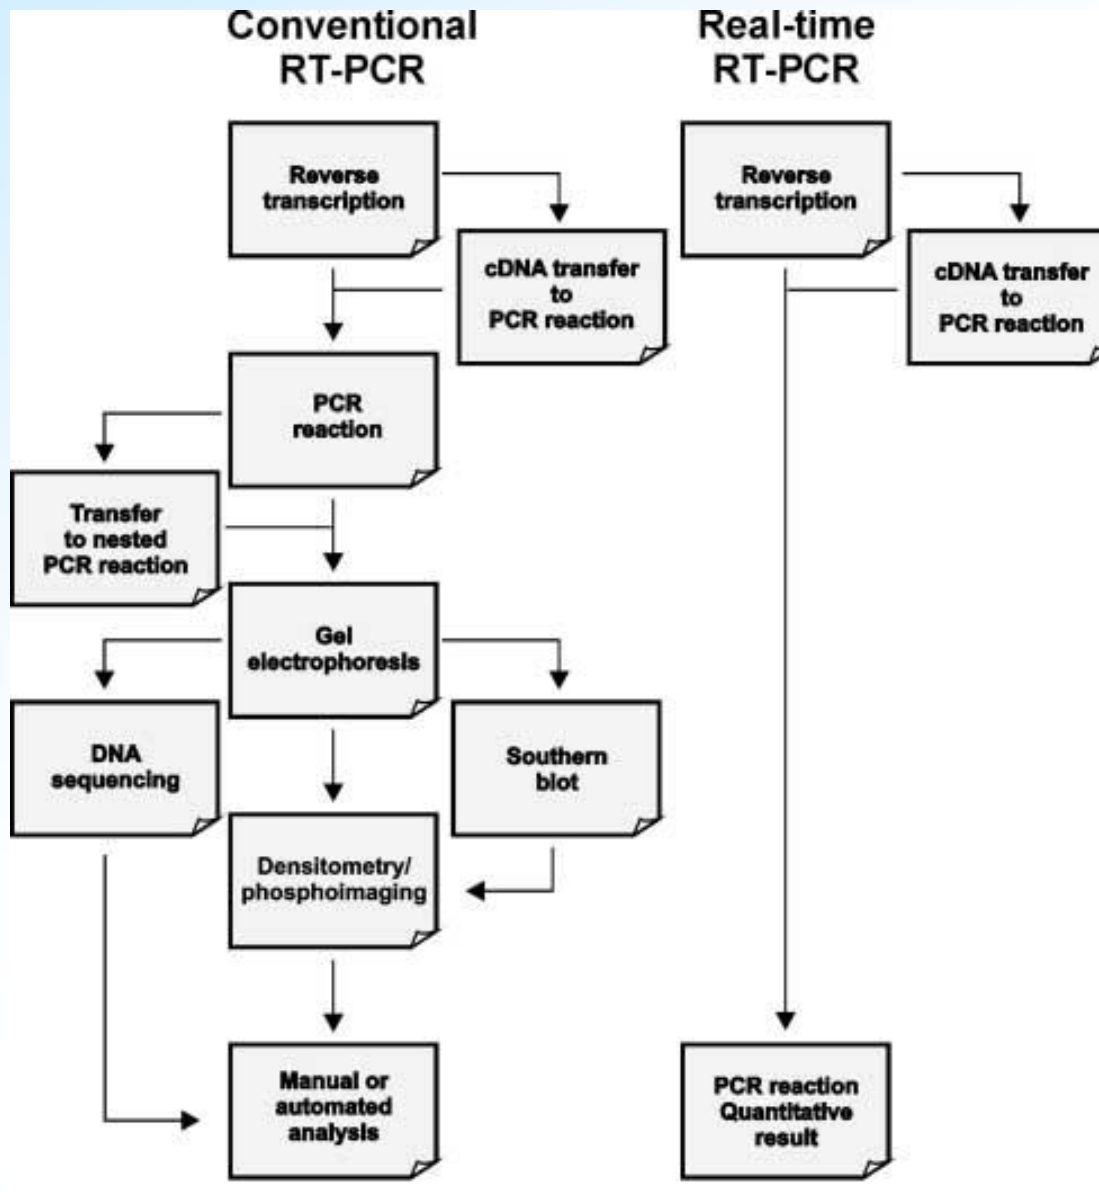 Conventional
RT-PCR
Real-time
RT-PCR
Reverse
transcription
cDNA transfer
to
PCR reaction
Reverse
transcription
cDNA transfer
to
PCR reaction
PCR
reaction
Transfer
to nested
PCR reaction
Gel
electrophoresis
DNA
sequencing
Southern
blot
Densitometry/
phosphoimaging
Manual or
automated
analysis
PCR reaction
Quantitative
result